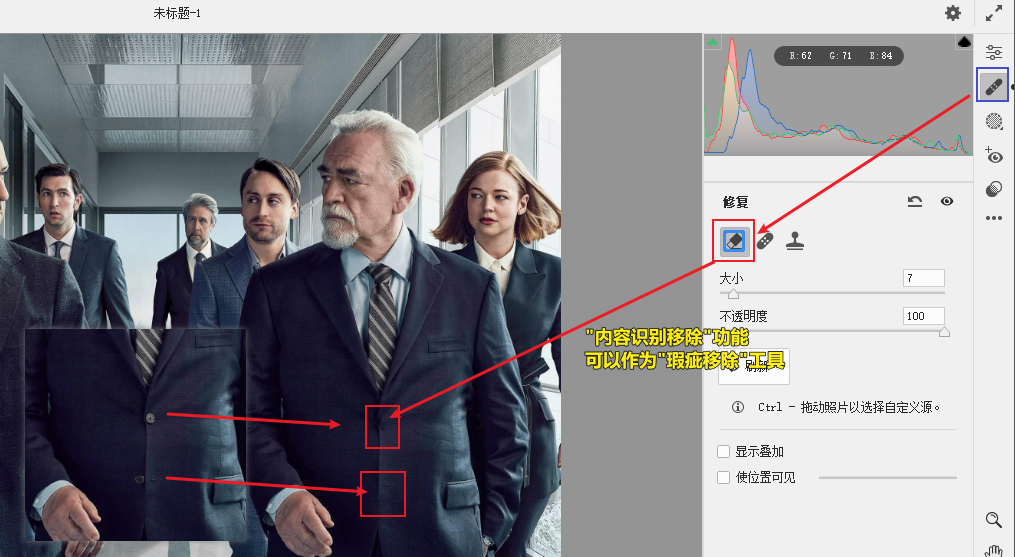 未标题-1
R:62 G:71 B:84
修复
大小
7
不透明度
100
"内容识别移除"功能
可以作为"瑕疵移除"工具
刷新
Ctrl - 拖动照片以选择自定义源。
显示叠加
使位置可见